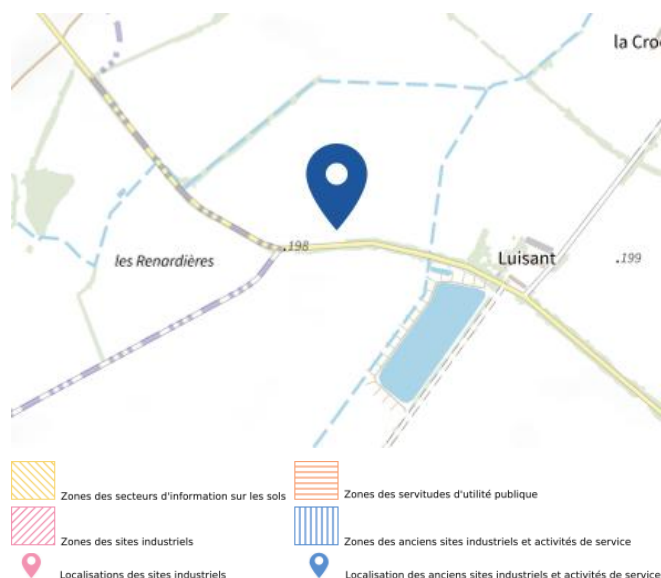 la Cro
.198
les Renardières
Luisant
.199
Zones des secteurs d'information sur les sols
Zones des servitudes d'utilité publique
Zones des sites industriels
Zones des anciens sites industriels et activités de service
Localisations des sites industriels
Localisation des anciens sites industriels et activités de service